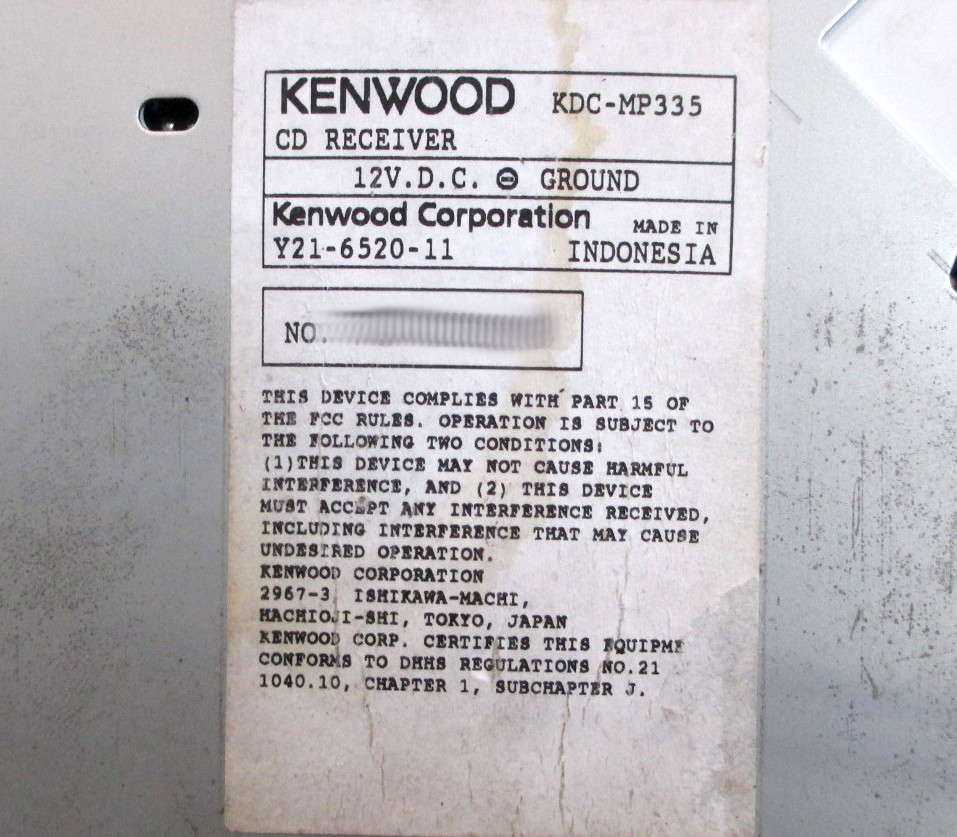 KENWOOD KDC-MP335
CD RECEIVER
12V.D.C. ⊖ GROUND
Kenwood Corporation MADE IN
Y21-6520-11 INDONESIA
NO.
THIS DEVICE COMPLIES WITH PART 15 OF
THE FCC RULES. OPERATION IS SUBJECT TO
THE FOLLOWING TWO CONDITIONS:
(1)THIS DEVICE MAY NOT CAUSE HARMFUL
INTERFERENCE, AND (2) THIS DEVICE
MUST ACCEPT ANY INTERFERENCE RECEIVED,
INCLUDING INTERFERENCE THAT MAY CAUSE
UNDESIRED OPERATION.
KENWOOD CORPORATION
2967-3, ISHIKAWA-MACHI,
HACHIOJI-SHI, TOKYO, JAPAN
KENWOOD CORP. CERTIFIES THIS EQUIPME
CONFORMS TO DHHS REGULATIONS NO.21
1040.10, CHAPTER 1, SUBCHAPTER J.